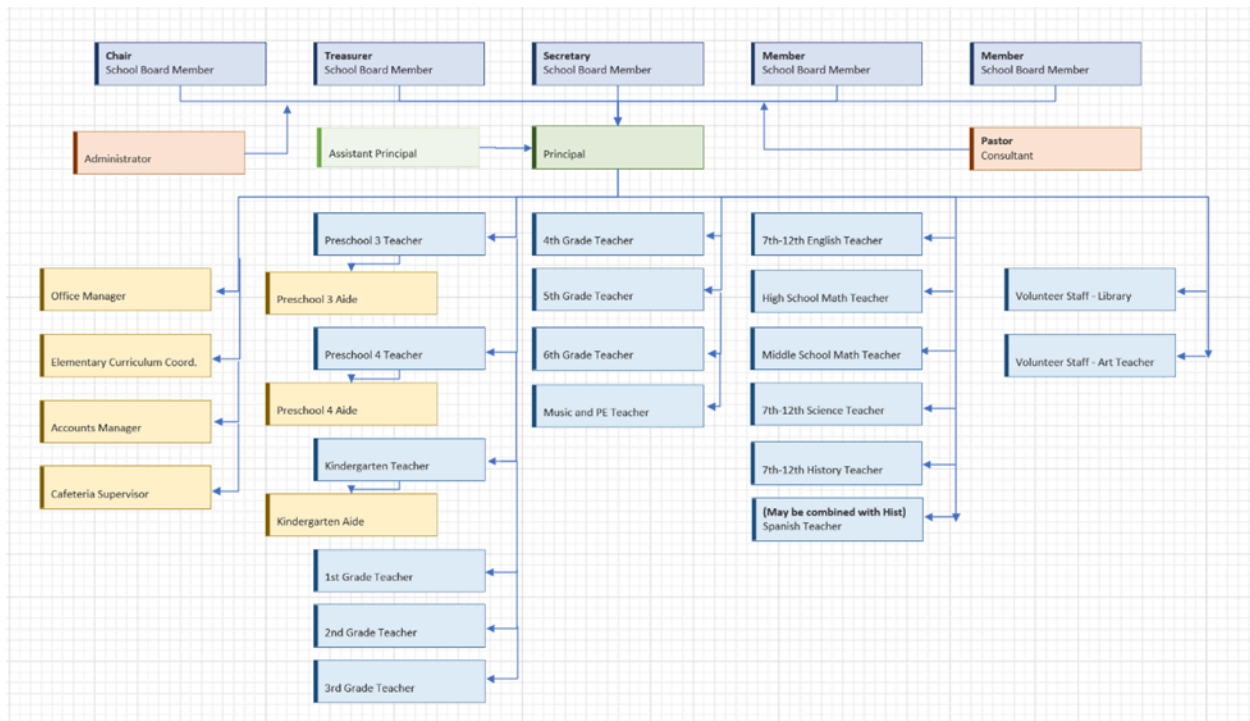 Chair
School Board Member
Treasurer
School Board Member
Secretary
School Board Member
Member
School Board Member
Member
School Board Member
Administrator
Assistant Principal
Principal
Pastor
Consultant
Office Manager
Elementary Curriculum Coord.
Accounts Manager
Cafeteria Supervisor
Preschool 3 Teacher
Preschool 3 Aide
Preschool 4 Teacher
Preschool 4 Aide
Kindergarten Teacher
Kindergarten Aide
1st Grade Teacher
2nd Grade Teacher
3rd Grade Teacher
4th Grade Teacher
5th Grade Teacher
6th Grade Teacher
Music and PE Teacher
7th-12th English Teacher
High School Math Teacher
Middle School Math Teacher
7th-12th Science Teacher
7th-12th History Teacher
(May be combined with Hist)
Spanish Teacher
Volunteer Staff - Library
Volunteer Staff - Art Teacher